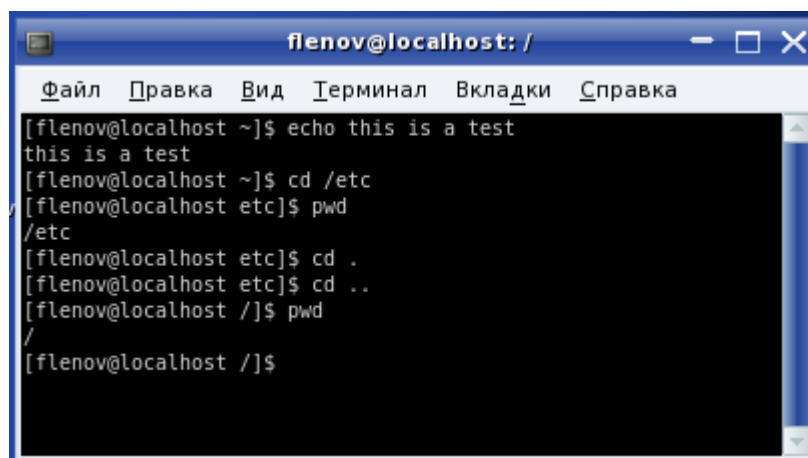 flenov@localhost: /
Файл Правка Вид Терминал Вкладки Справка
[flenov@localhost ~]$ echo this is a test
this is a test
[flenov@localhost ~]$ cd /etc
[flenov@localhost etc]$ pwd
/etc
[flenov@localhost etc]$ cd .
[flenov@localhost etc]$ cd ..
[flenov@localhost /]$ pwd
/
[flenov@localhost /]$